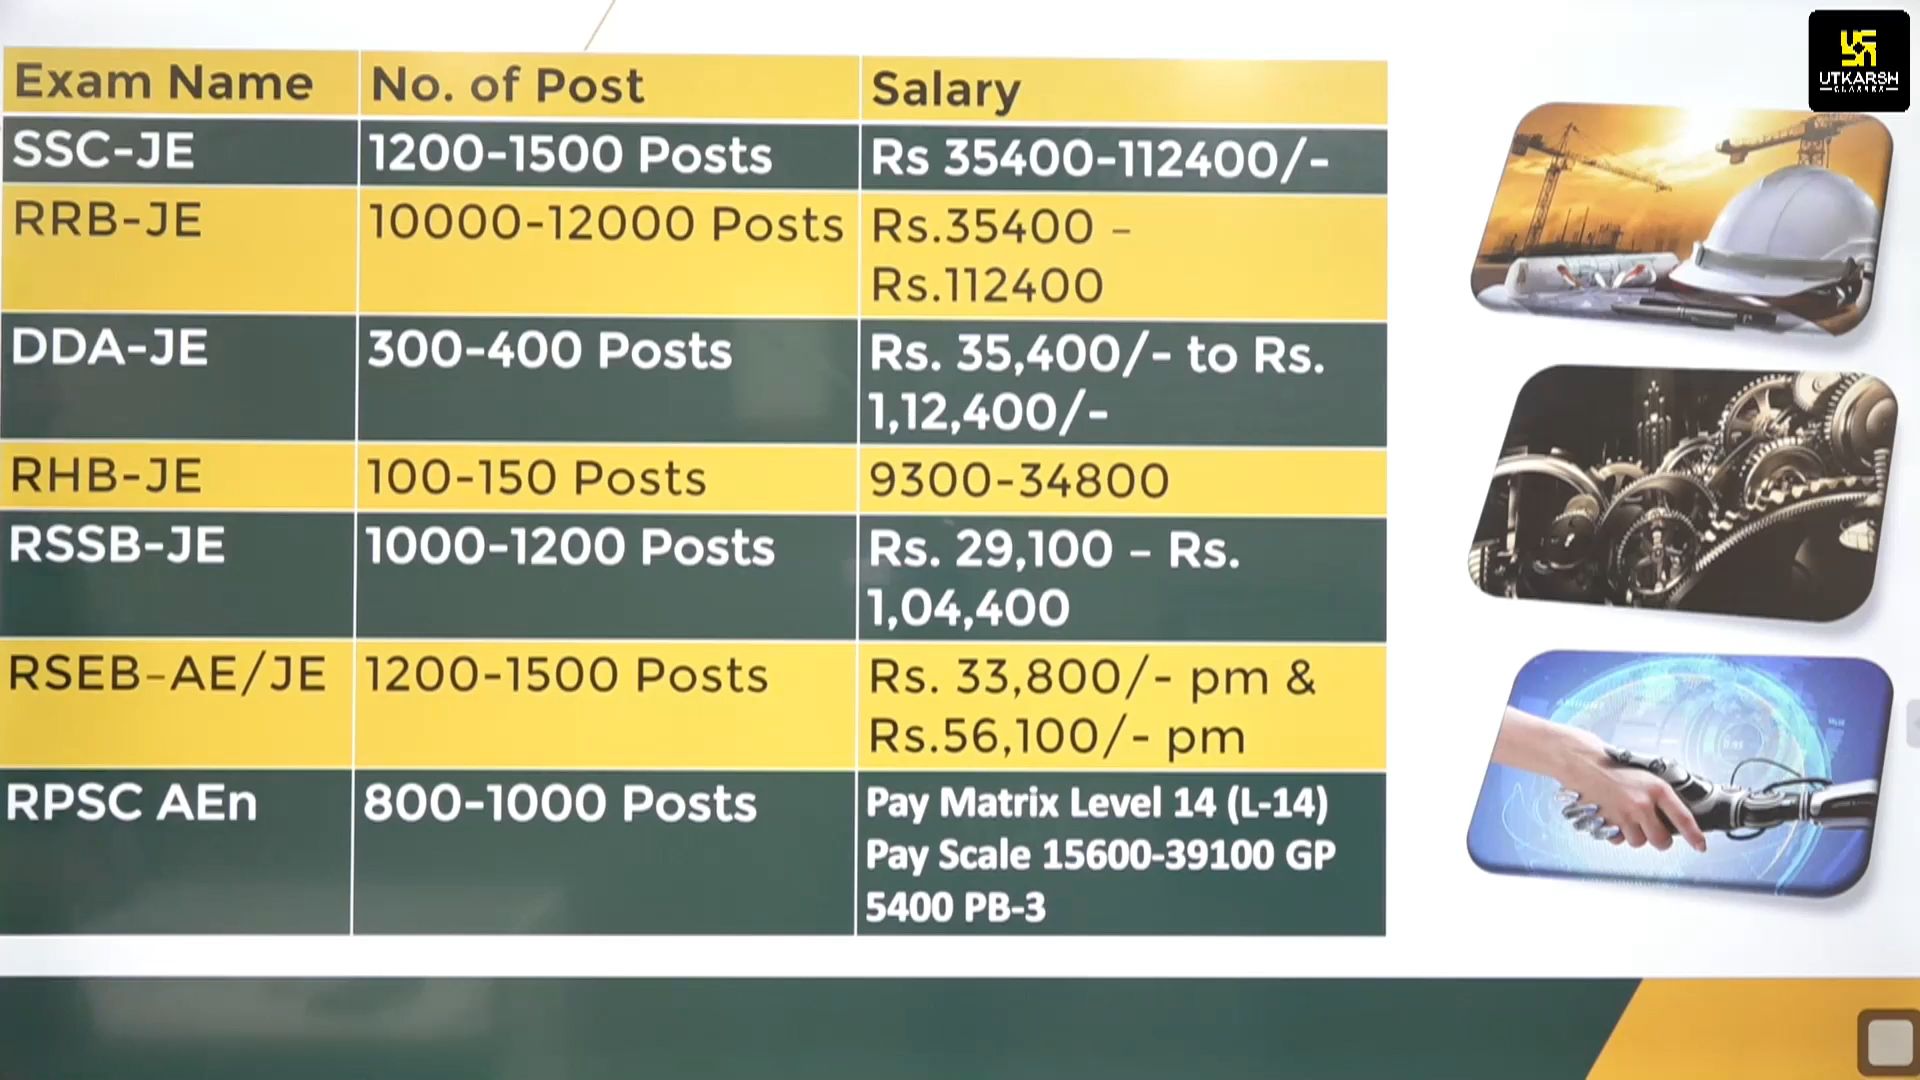 UTKARSH
CLASSES
Exam Name No. of Post Salary
SSC-JE 1200-1500 Posts Rs 35400-112400/-
RRB-JE 10000-12000 Posts Rs.35400 –
Rs.112400
DDA-JE 300-400 Posts Rs. 35,400/- to Rs.
1,12,400/-
RHB-JE 100-150 Posts 9300-34800
RSSB-JE 1000-1200 Posts Rs. 29,100 – Rs.
1,04,400
RSEB-AE/JE 1200-1500 Posts Rs. 33,800/- pm &
Rs.56,100/- pm
RPSC AEn 800-1000 Posts Pay Matrix Level 14 (L-14)
Pay Scale 15600-39100 GP
5400 PB-3